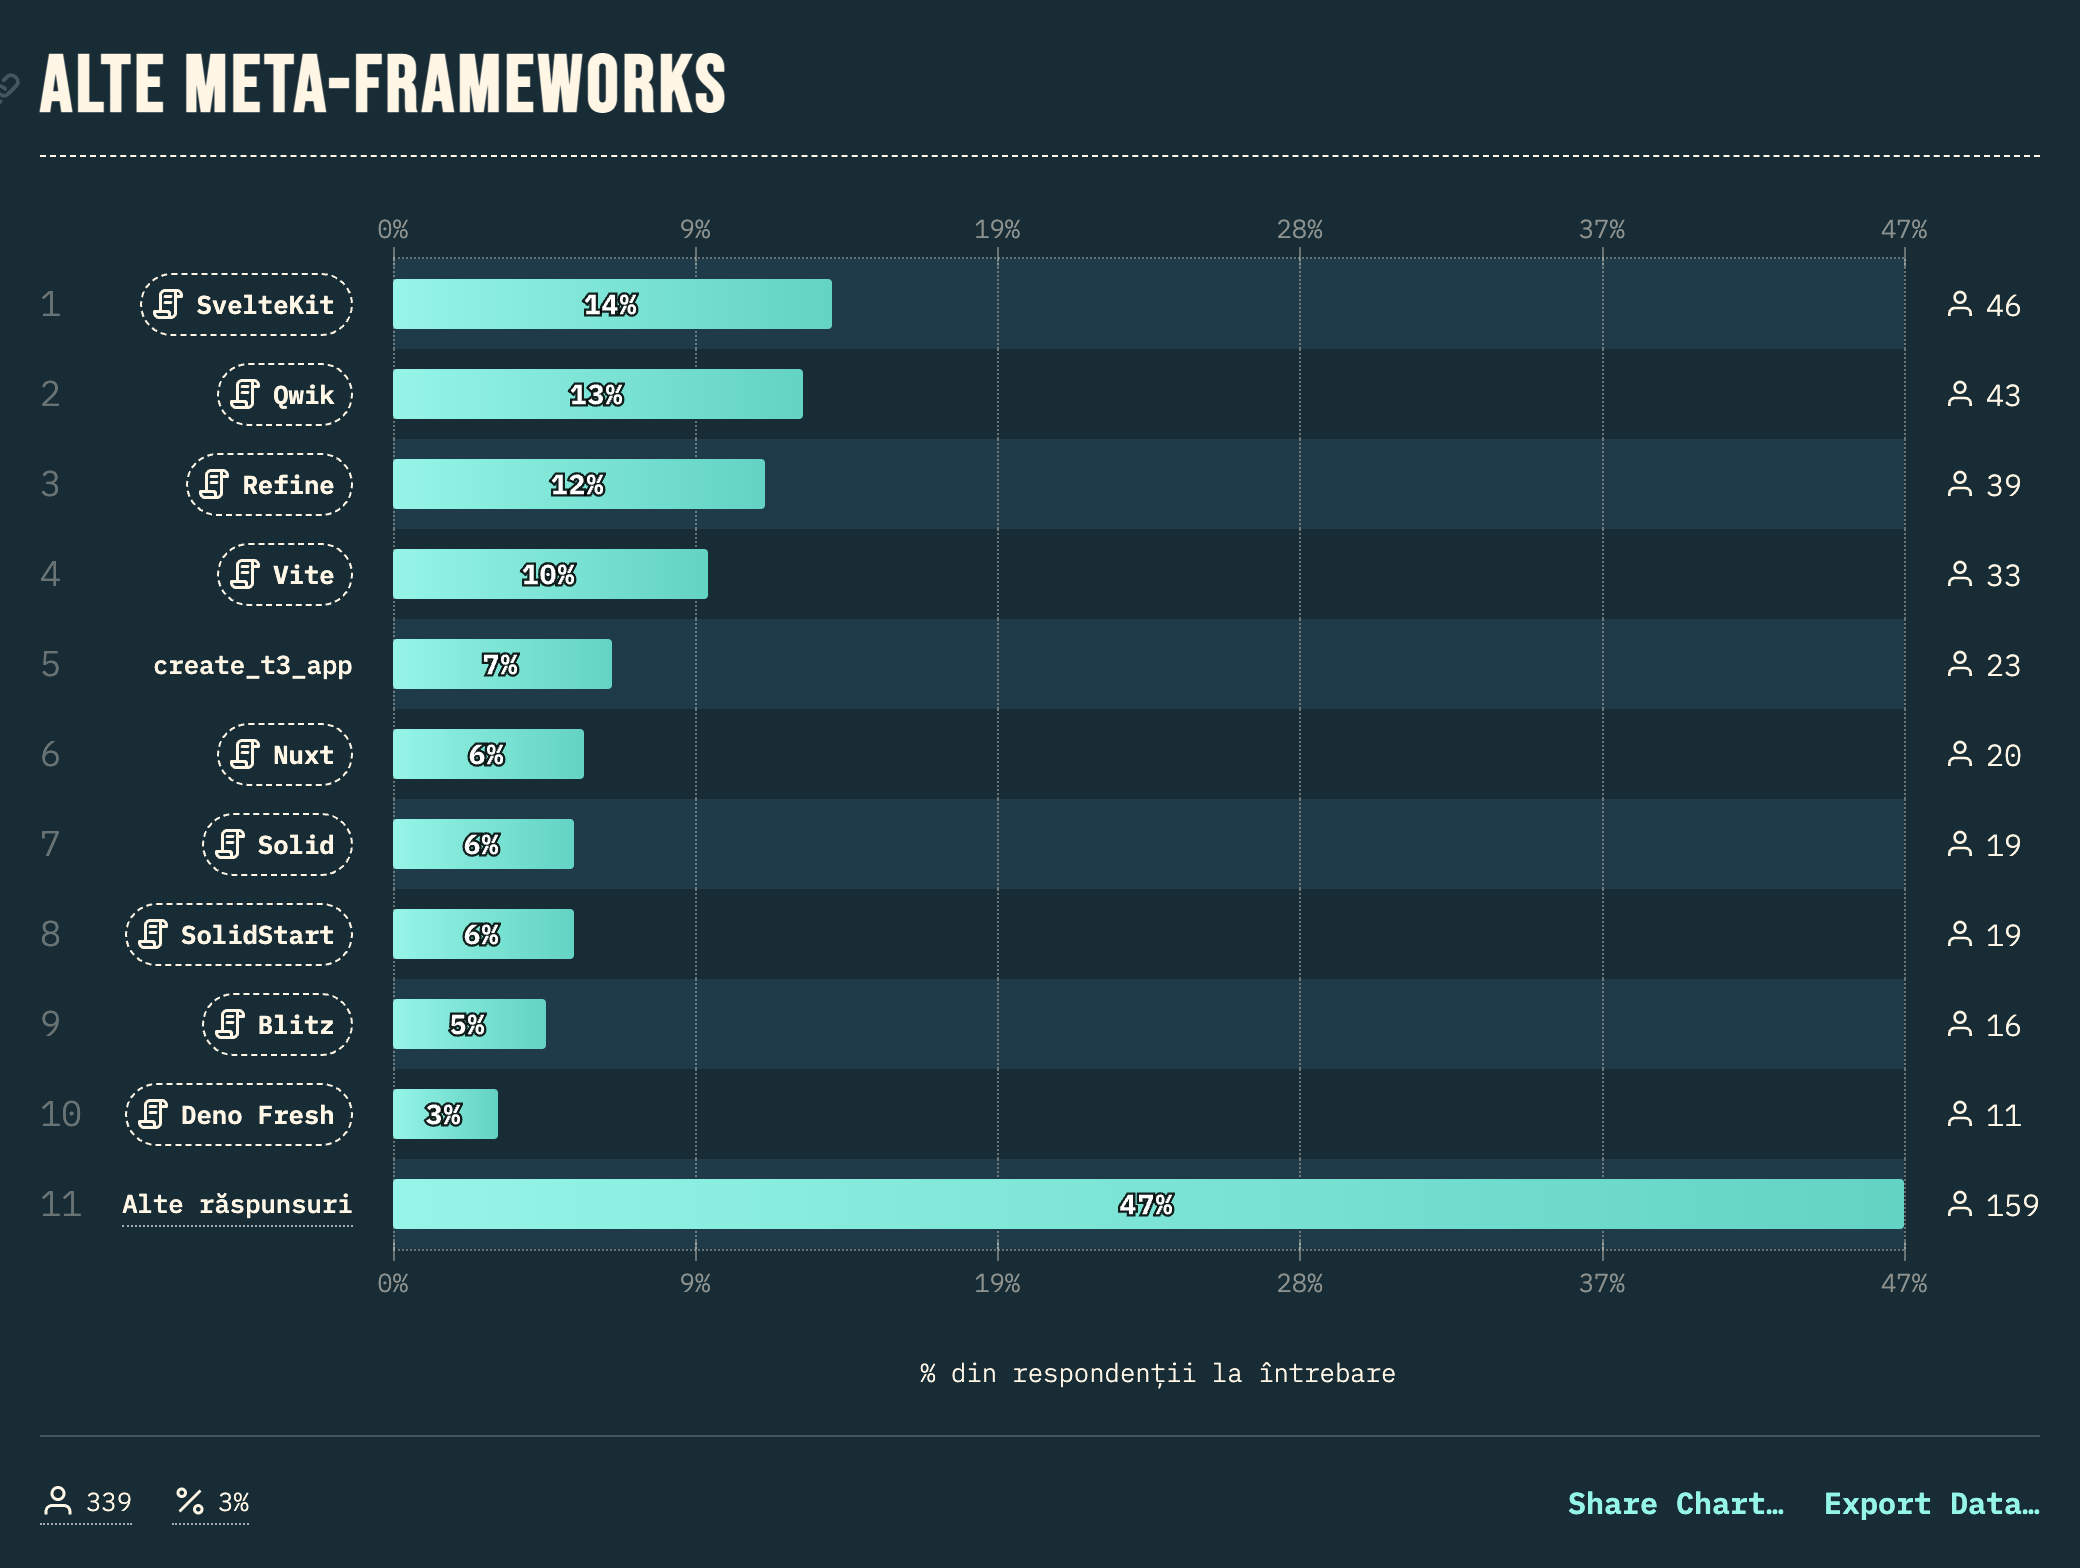 ALTE META-FRAMEWORKS
0% 9% 19% 28% 37% 47%
1 SvelteKit 14% 46
2 Qwik 13% 43
3 Refine 12% 39
4 Vite 10% 33
5 create_t3_app 7% 23
6 Nuxt 6% 20
7 Solid 6% 19
8 SolidStart 6% 19
9 Blitz 5% 16
10 Deno Fresh 3% 11
11 Alte răspunsuri 47% 159
0% 9% 19% 28% 37% 47%
% din respondenții la întrebare
339 3% Share Chart… Export Data…